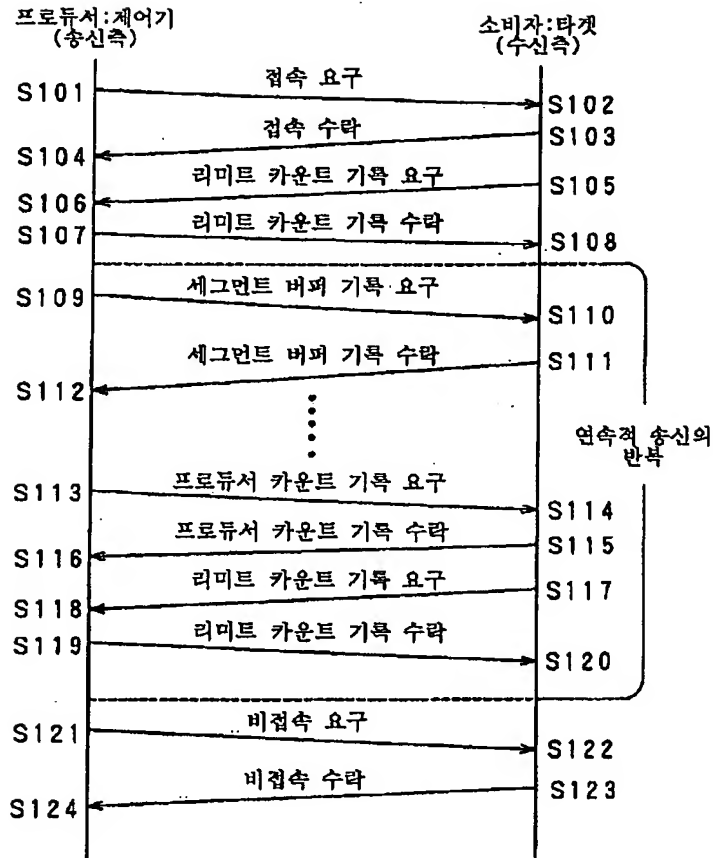 프로듀서:제어기
(송신측)
소비자:타겟
(수신측)
접속 요구
S101
S102
접속 수락
S103
S104
리미트 카운트 기록 요구
S105
S106
리미트 카운트 기록 수락
S107
S108
세그먼트 버퍼 기록 요구
S109
S110
세그먼트 버퍼 기록 수락
S111
S112
연속적 송신의
반복
프로듀서 카운트 기록 요구
S113
S114
프로듀서 카운트 기록 수락
S115
S116
리미트 카운트 기록 요구
S117
S118
리미트 카운트 기록 수락
S119
S120
비접속 요구
S121
S122
비접속 수락
S123
S124